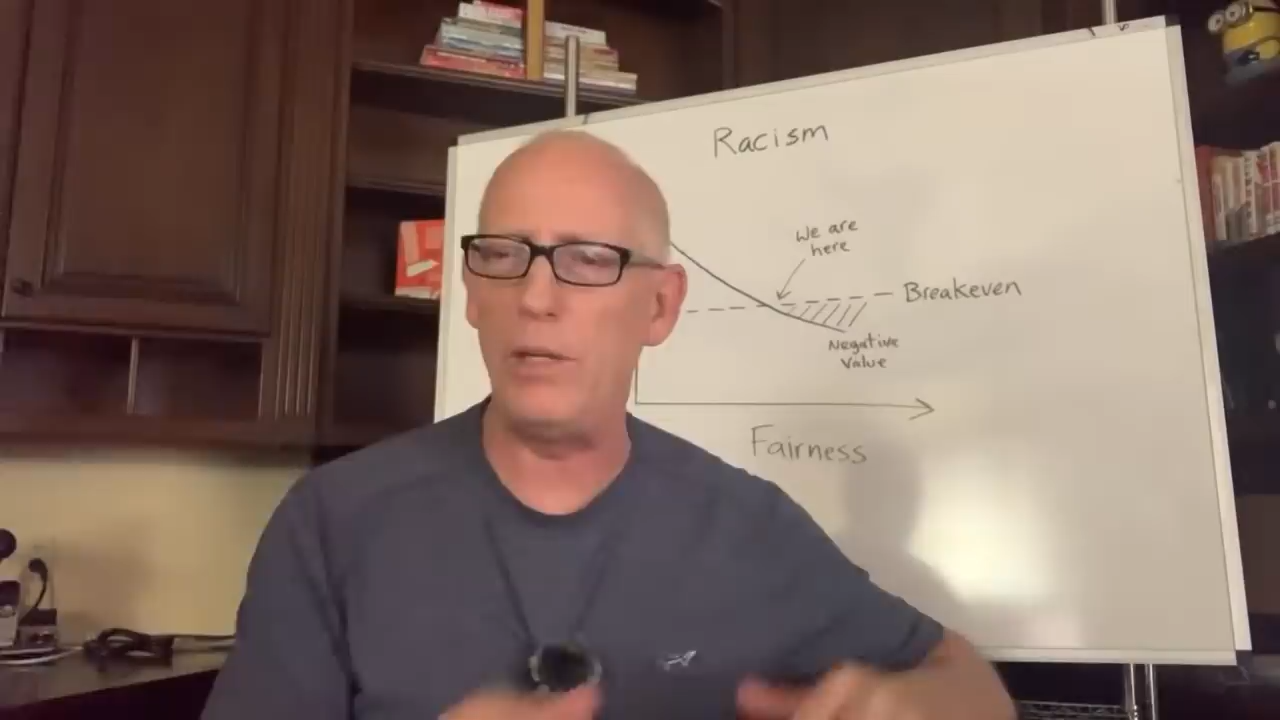 Racism
We are
here
Breakeven
Negative
Value
Fairness